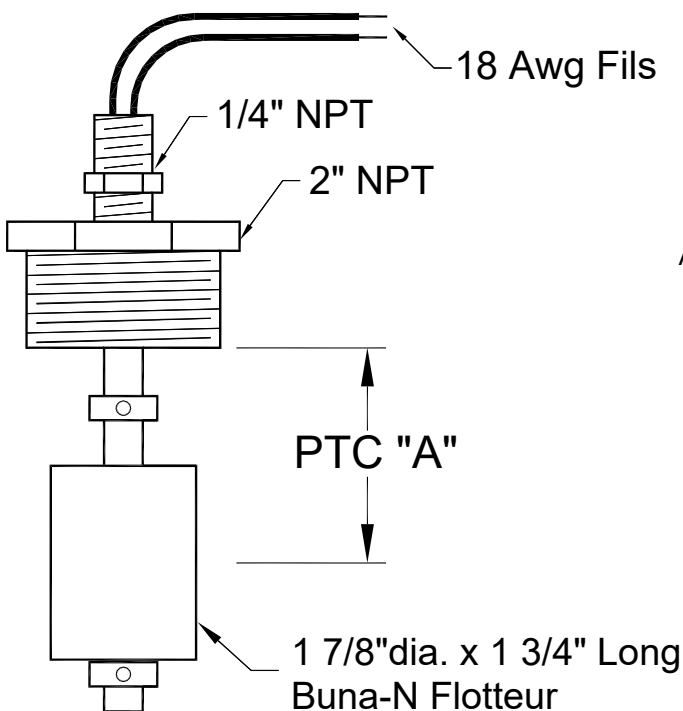 18 Awg Fils
1/4" NPT
2" NPT
PTC "A"
1 7/8"dia. x 1 3/4" Long
Buna-N Flotteur